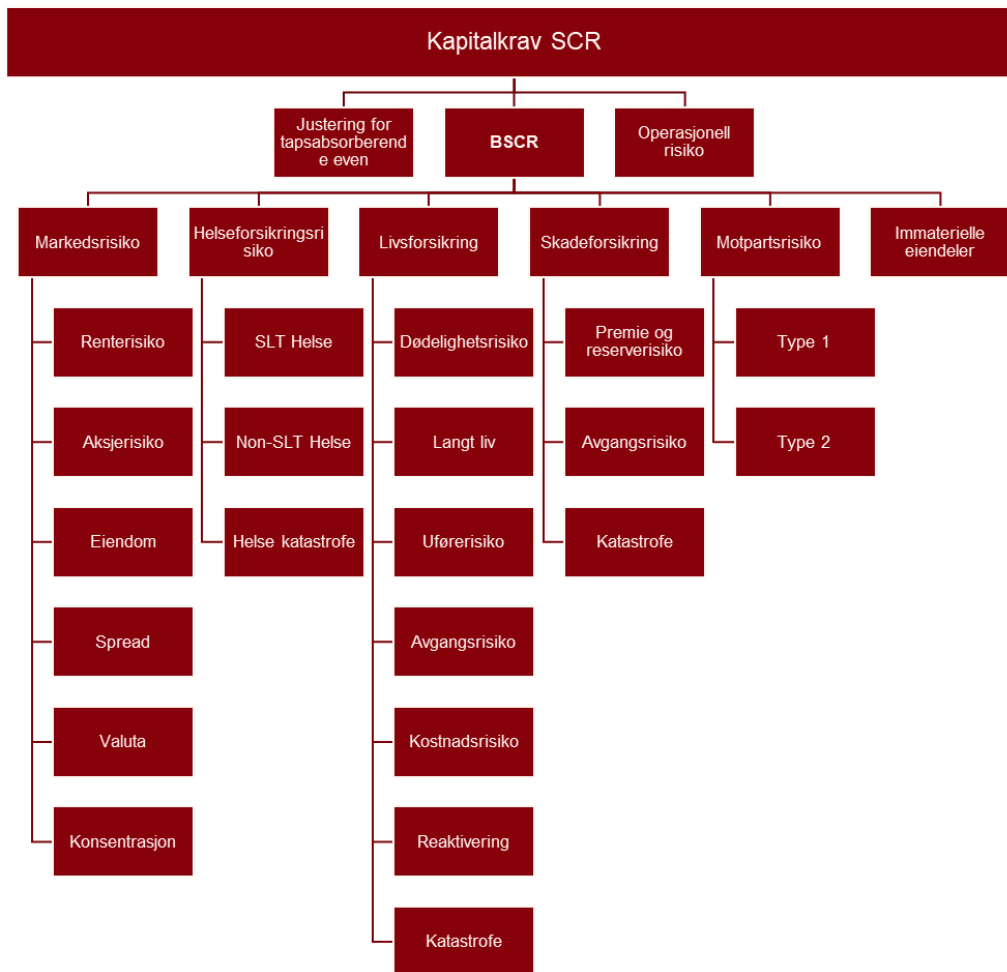 Kapitalkrav SCR
Justering for
tapsabsorberend
e even
BSCR
Operasjonell
risiko
Markedsrisiko
Helseforsikringsri
siko
Livsforsikring
Skadeforsikring
Motpartsrisiko
Immaterielle
eiendeler
Renterisiko
SLT Helse
Dødelighetsrisiko
Premie og
reserverisiko
Type 1
Aksjerisiko
Non-SLT Helse
Langt liv
Avgangsrisiko
Type 2
Eiendom
Helse katastrofe
Uførerisiko
Katastrofe
Spread
Avgangsrisiko
Valuta
Kostnadsrisiko
Konsentrasjon
Reaktivering
Katastrofe